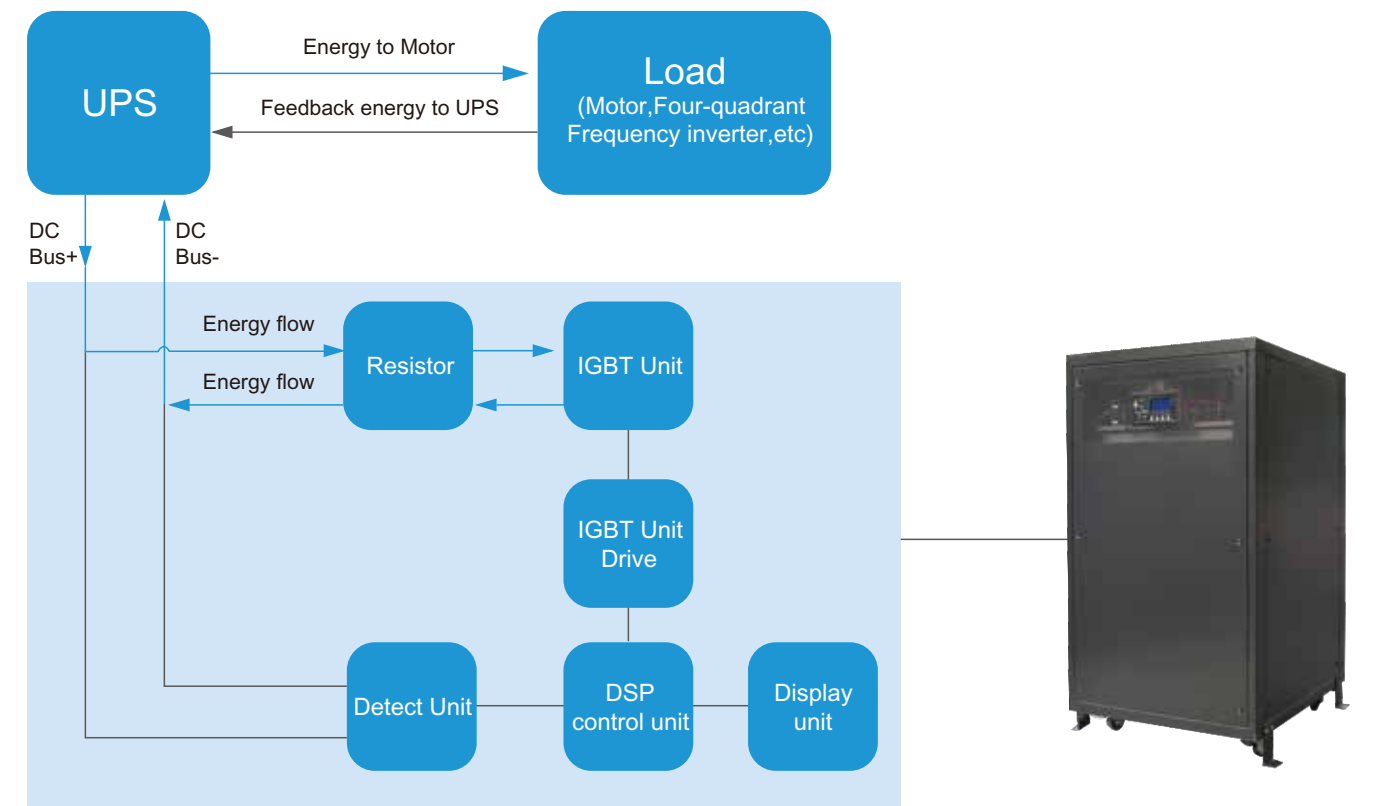 Energy to Motor
UPS
Feedback energy to UPS
Load
(Motor,Four-quadrant
Frequency inverter,etc)
DC
Bus+
DC
Bus-
Energy flow
Energy flow
Resistor
IGBT Unit
IGBT Unit
Drive
Detect Unit
DSP
control unit
Display
unit